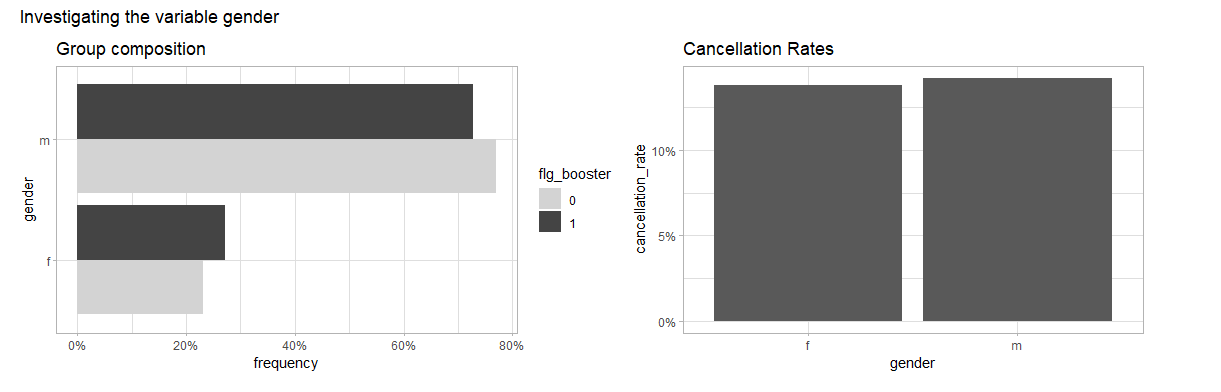 Investigating the variable gender
Group composition
gender
m
f
0% 20% 40% 60% 80%
frequency
flg_booster
0
1
Cancellation Rates
cancellation_rate
10%
5%
0%
f m
gender